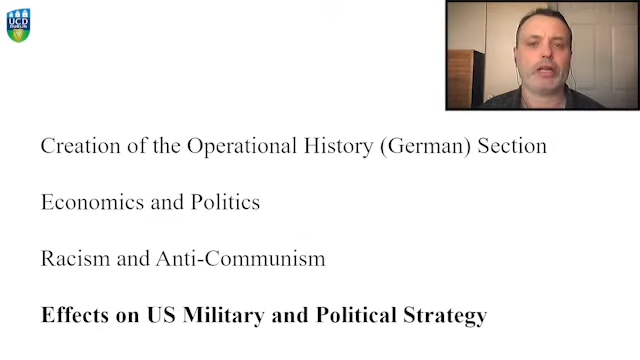 UCD
DUBLIN
Creation of the Operational History (German) Section
Economics and Politics
Racism and Anti-Communism
Effects on US Military and Political Strategy